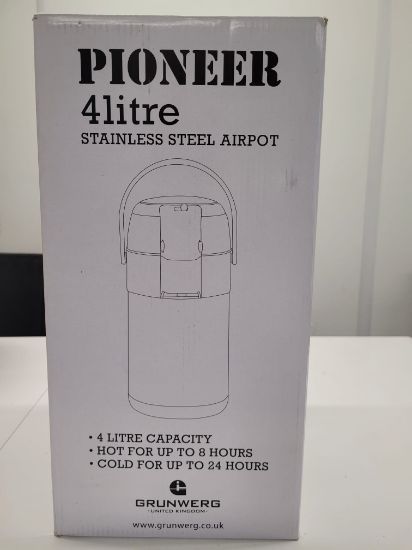 PIONEER
4litre
STAINLESS STEEL AIRPOT
• 4 LITRE CAPACITY
• HOT FOR UP TO 8 HOURS
• COLD FOR UP TO 24 HOURS
GRUNWERG
·UNITED KINGDOM·
www.grunwerg.co.uk